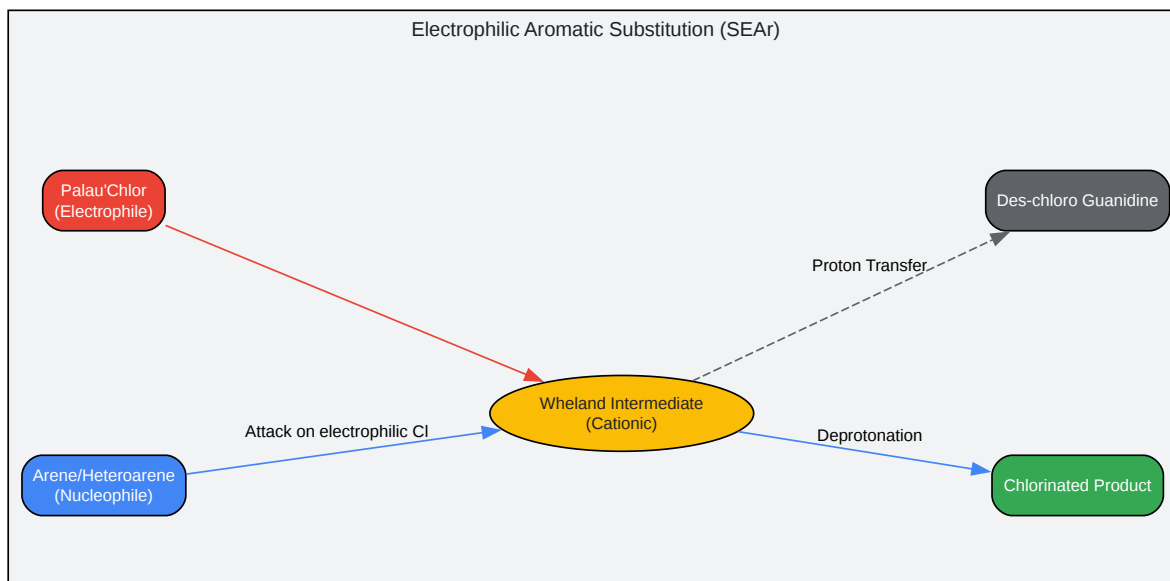 Electrophilic Aromatic Substitution (SEAr)
Palau'Chlor
(Electrophile)
Des-chloro Guanidine
Proton Transfer
Wheland Intermediate
(Cationic)
Attack on electrophilic Cl
Deprotonation
Arene/Heteroarene
(Nucleophile)
Chlorinated Product